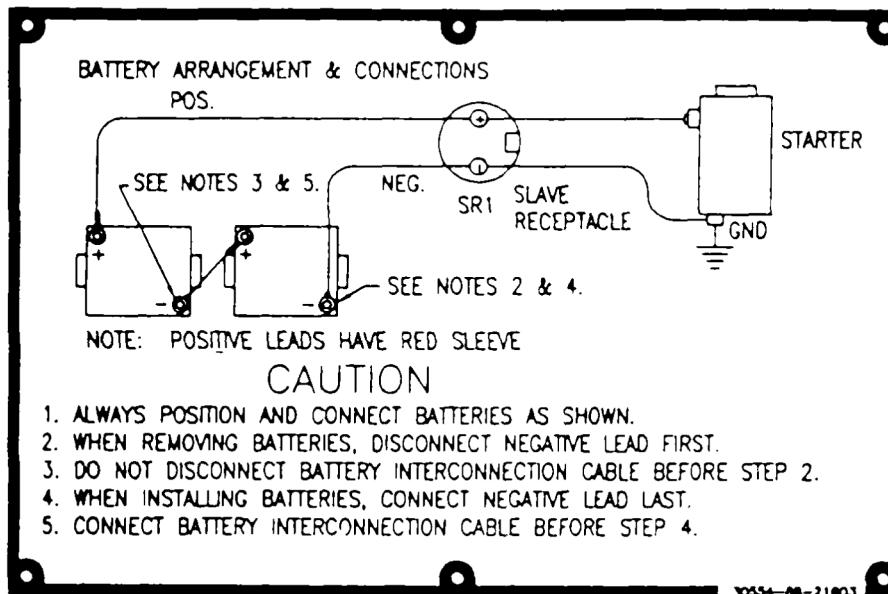 BATTERY ARRANGEMENT & CONNECTIONS
POS.
+
STARTER
SEE NOTES 3 & 5.
NEG.
-
SR1
SLAVE
RECEPTACLE
GND
+
+
-
-
SEE NOTES 2 & 4.
NOTE: POSITIVE LEADS HAVE RED SLEEVE
CAUTION
1. ALWAYS POSITION AND CONNECT BATTERIES AS SHOWN.
2. WHEN REMOVING BATTERIES, DISCONNECT NEGATIVE LEAD FIRST.
3. DO NOT DISCONNECT BATTERY INTERCONNECTION CABLE BEFORE STEP 2.
4. WHEN INSTALLING BATTERIES, CONNECT NEGATIVE LEAD LAST.
5. CONNECT BATTERY INTERCONNECTION CABLE BEFORE STEP 4.